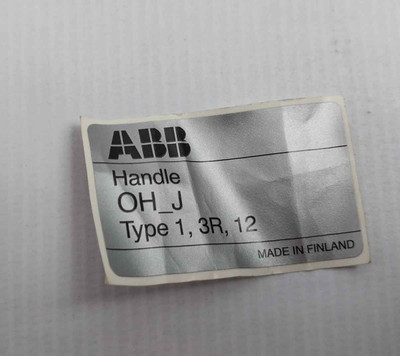 ABB
Handle
OH_J
Type 1, 3R, 12
MADE IN FINLAND